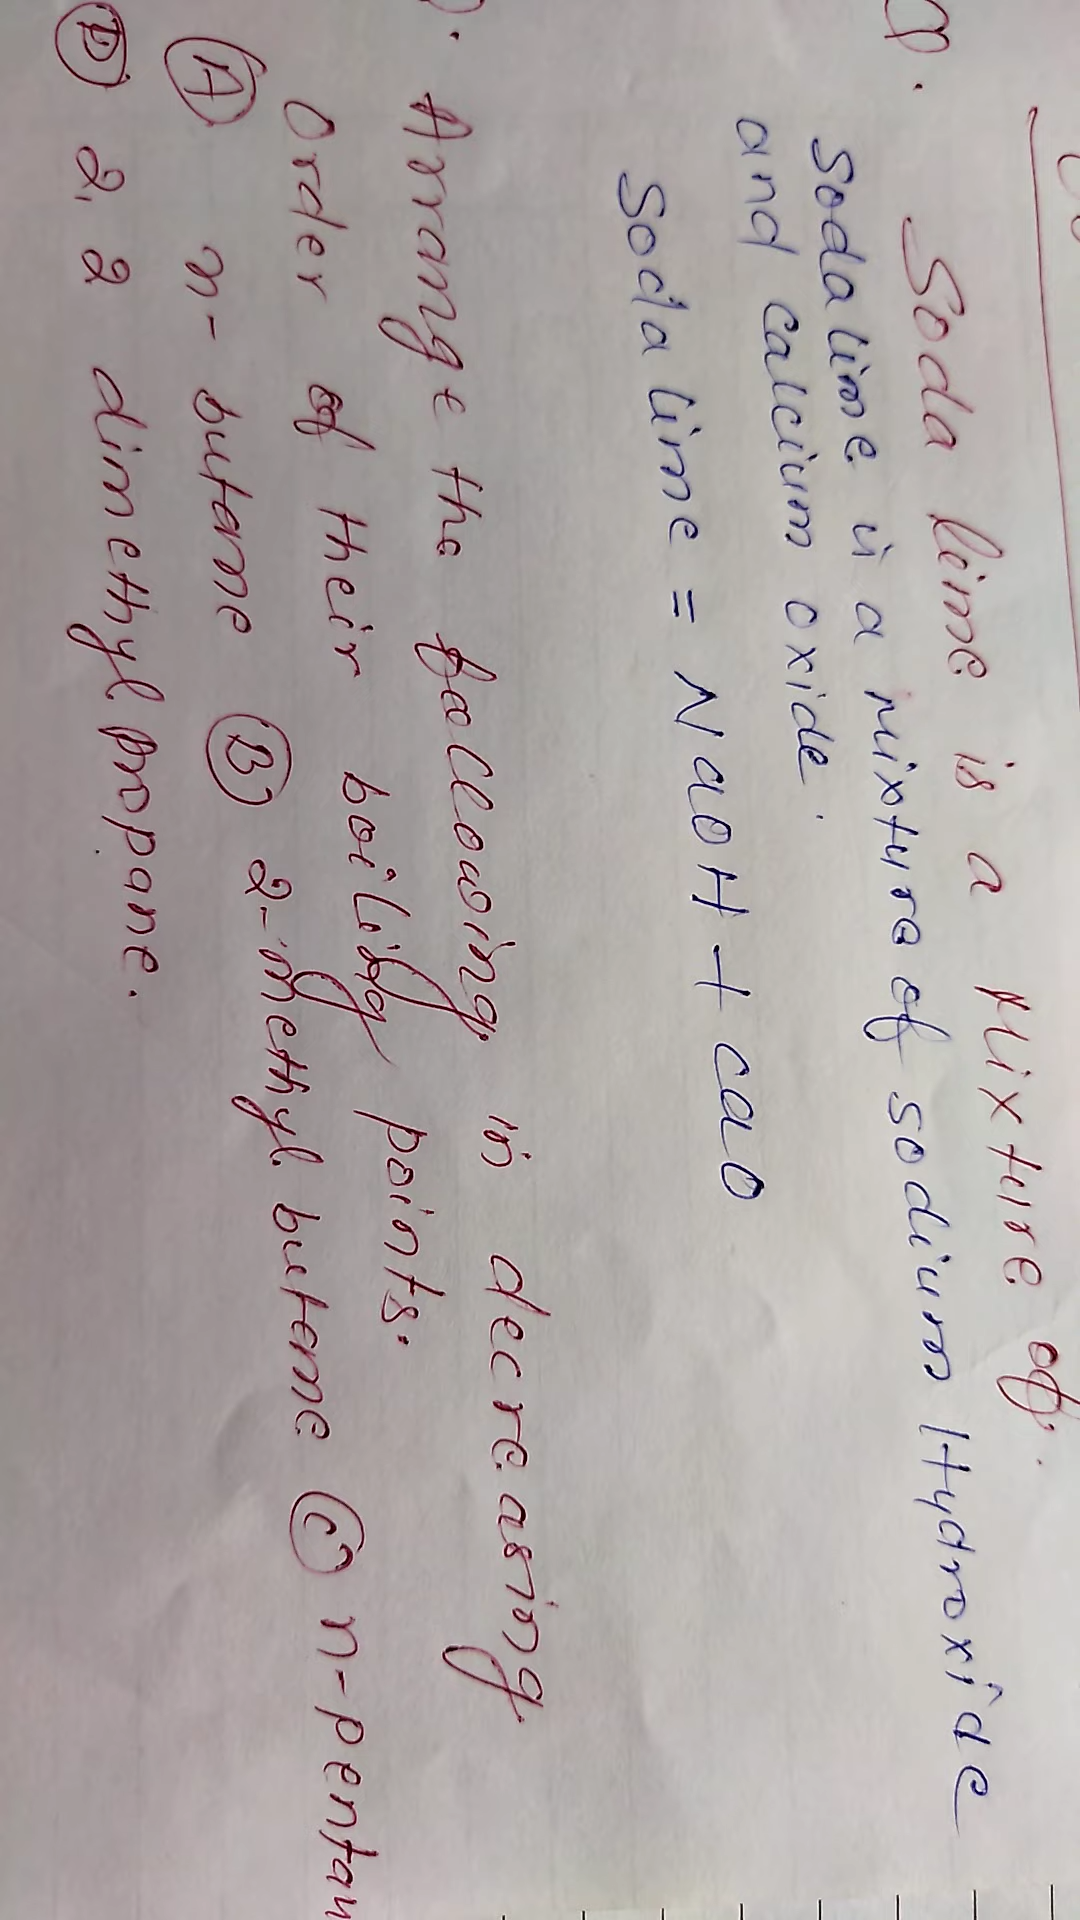 Q. Soda lime is a Mixture of.
Soda lime is a Mixture of sodium Hydroxide
and calcium oxide.
Soda lime = NaOH + CaO
Arrange the following in decreasing
Order of their boiling points.
(A) n-butane (B) 2-methyl butane (C) n-pentan
(D) 2,2 dimethyl propane.